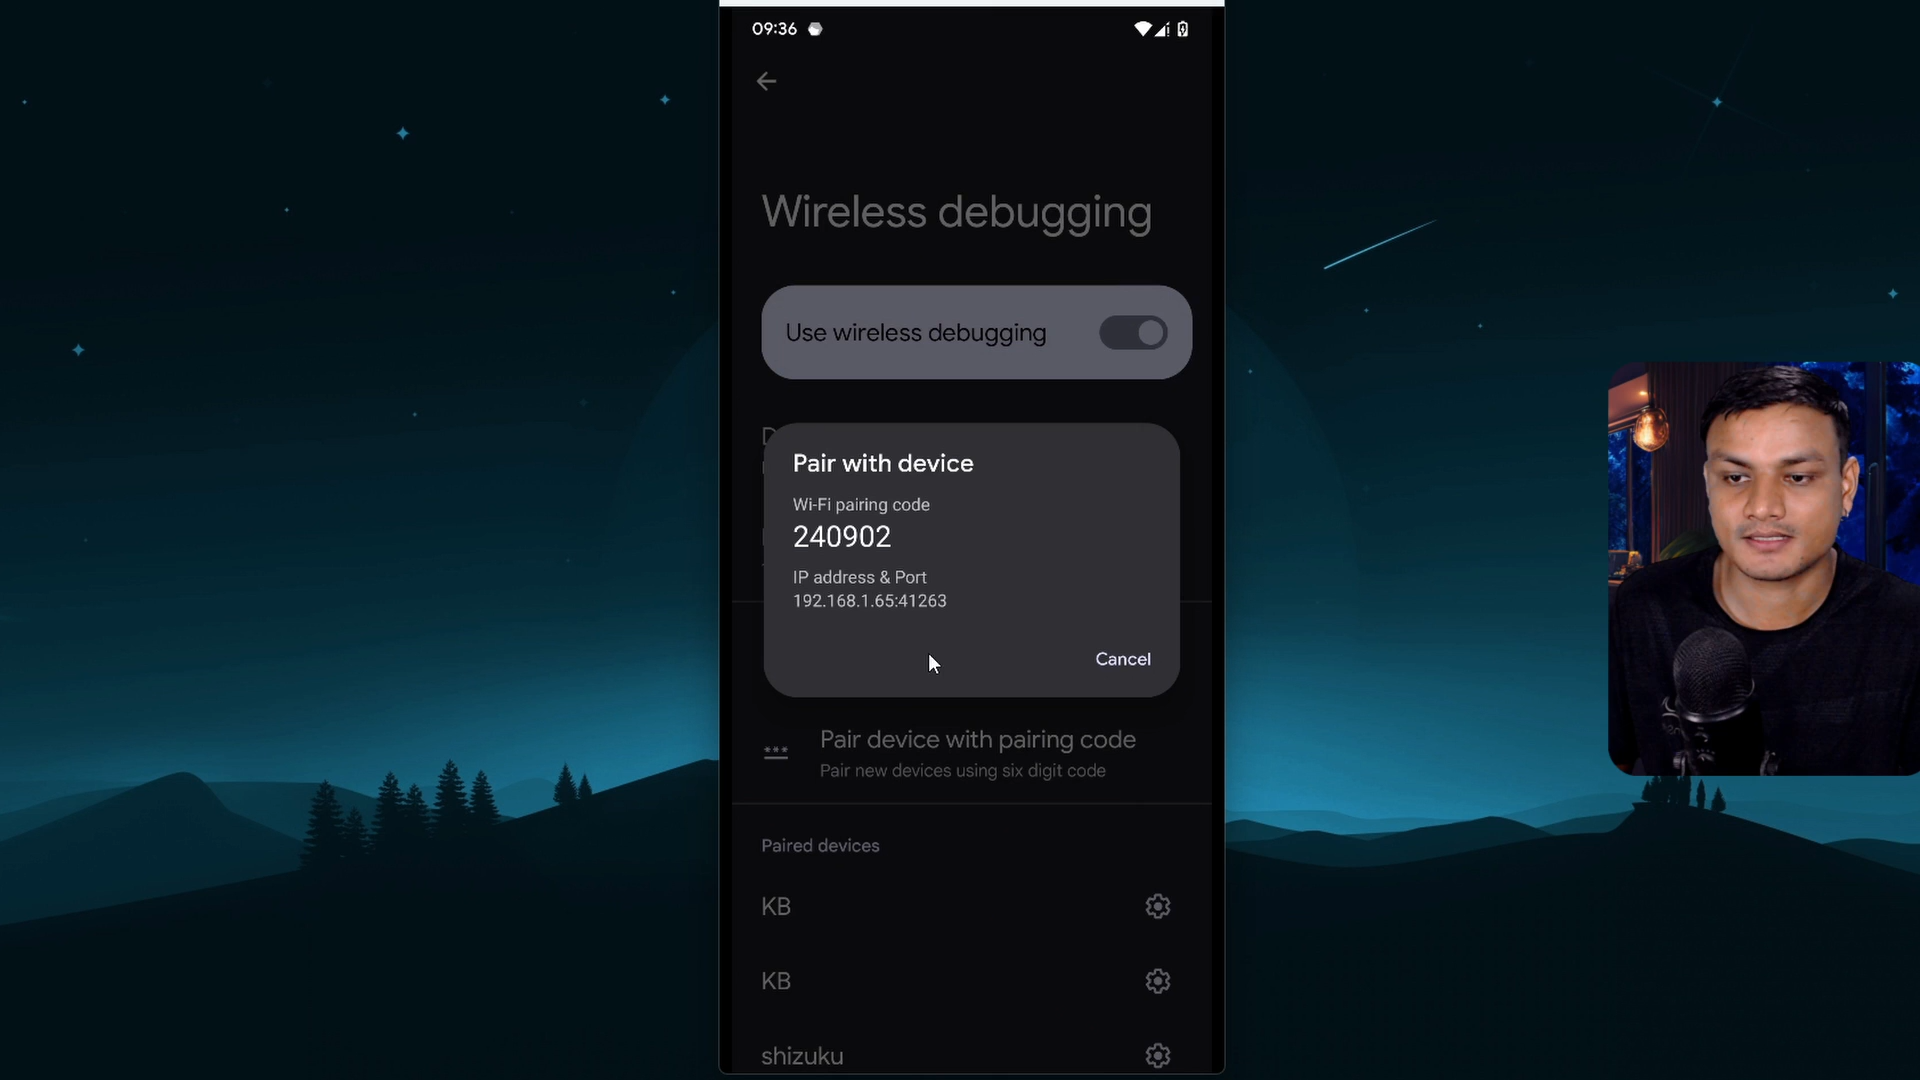 09:36
Wireless debugging
Use wireless debugging
D
Pair with device
Wi-Fi pairing code
240902
IP address & Port
192.168.1.65:41263
Cancel
Pair device with pairing code
Pair new devices using six digit code
Paired devices
KB
KB
shizuku